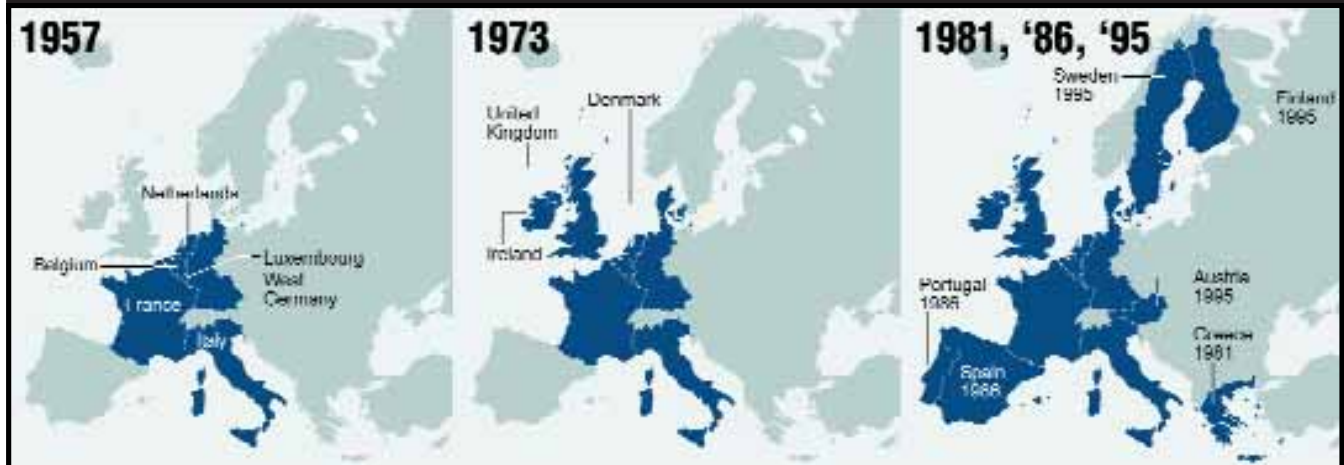 1957
Netherlands
Belgium
Luxembourg
West
Germany
France
Italy
1973
Denmark
United
Kingdom
Ireland
1981, ‘86, ‘95
Sweden
1995
Finland
1995
Portugal
1986
Austria
1995
Greece
1981
Spain
1986